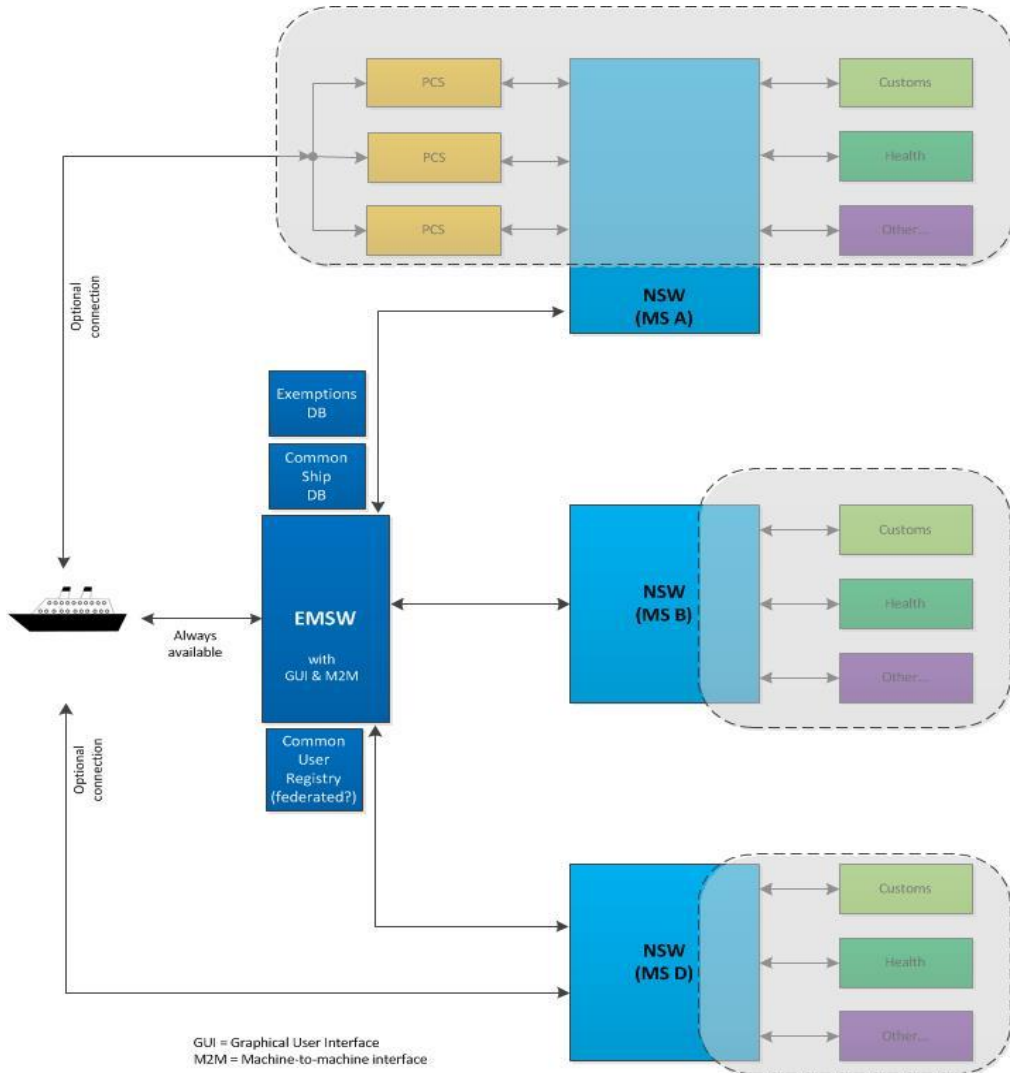 PCS
Customs
PCS
Health
PCS
Other...
NSW
(MS A)
Optional
connection
Exemptions
DB
Common
Ship
DB
EMSW
with
GUI & M2M
Always
available
Common
User
Registry
(federated?)
Optional
connection
NSW
(MS B)
Customs
Health
Other...
NSW
(MS D)
Customs
Health
Other...
GUI = Graphical User Interface
M2M = Machine-to-machine interface